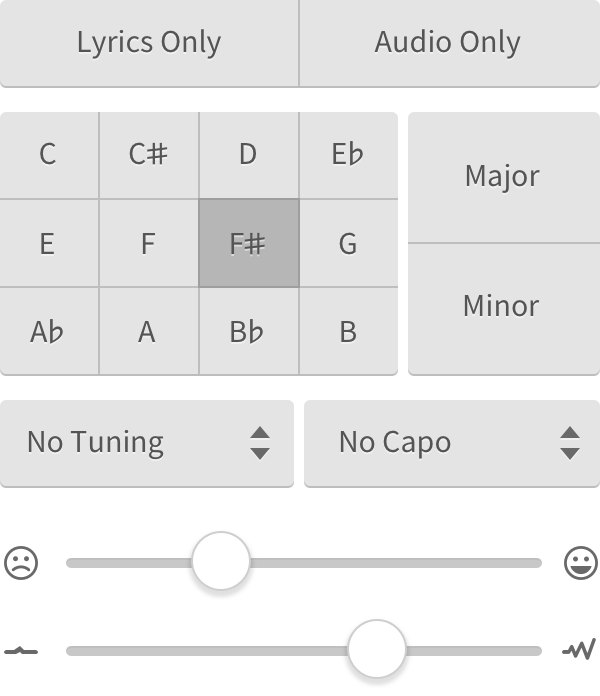 Lyrics Only Audio Only
C C♯ D E♭
Major
E F F♯ G
Minor
A♭ A B♭ B
No Tuning No Capo